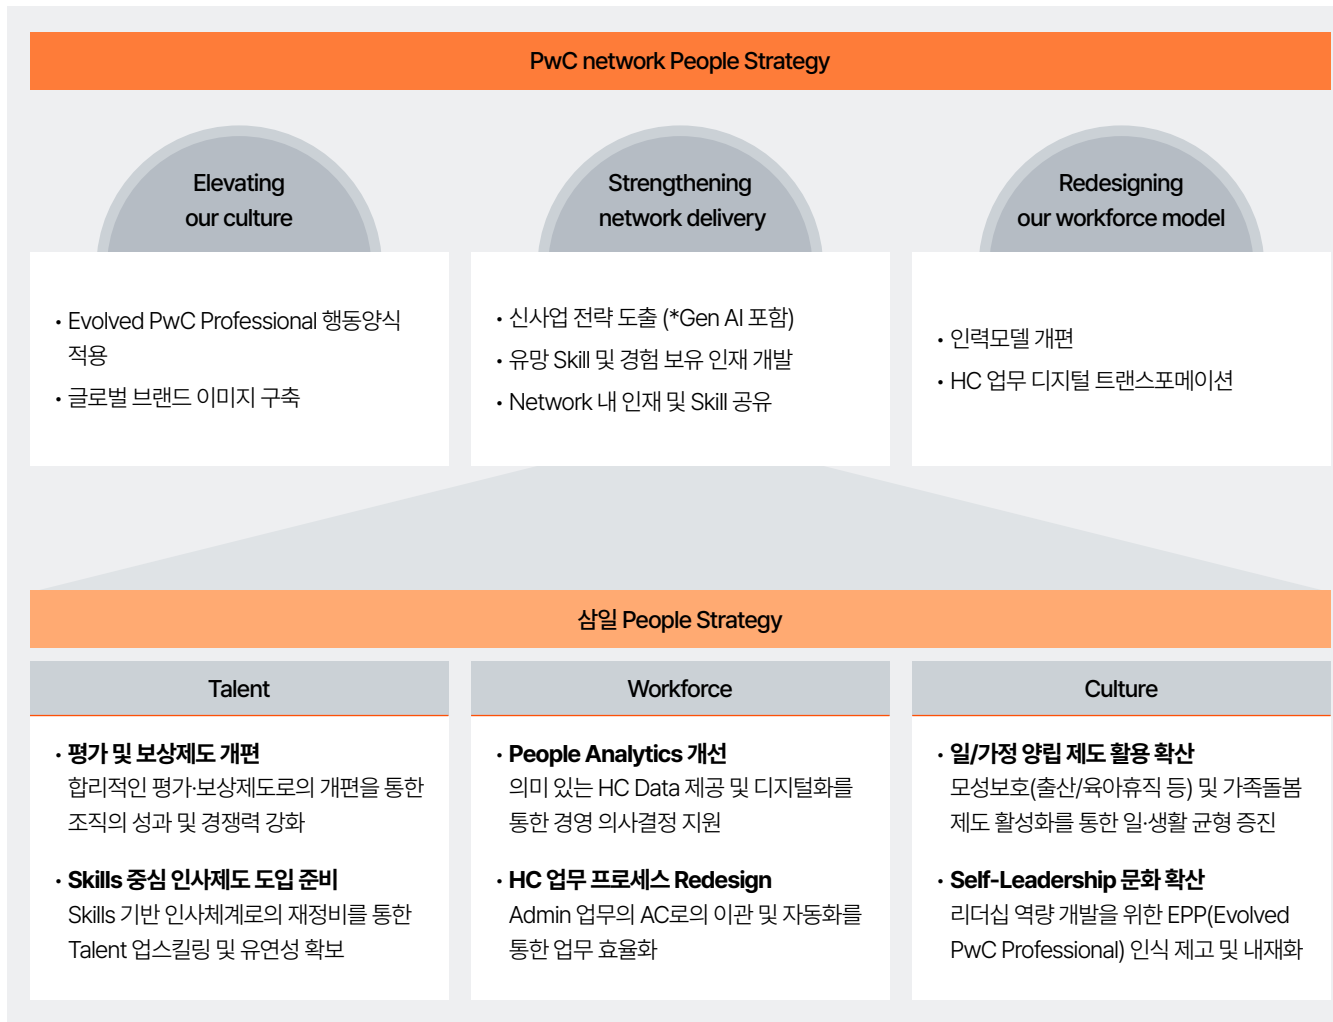 PwC network People Strategy
Elevating
our culture
Strengthening
network delivery
Redesigning
our workforce model
• Evolved PwC Professional 행동양식
적용
• 글로벌 브랜드 이미지 구축
• 신사업 전략 도출 (*Gen AI 포함)
• 유망 Skill 및 경험 보유 인재 개발
• Network 내 인재 및 Skill 공유
• 인력모델 개편
• HC 업무 디지털 트랜스포메이션
삼일 People Strategy
Talent
• 평가 및 보상제도 개편
합리적인 평가·보상제도로의 개편을 통한
조직의 성과 및 경쟁력 강화
• Skills 중심 인사제도 도입 준비
Skills 기반 인사체계로의 재정비를 통한
Talent 업스킬링 및 유연성 확보
Workforce
• People Analytics 개선
의미 있는 HC Data 제공 및 디지털화를
통한 경영 의사결정 지원
• HC 업무 프로세스 Redesign
Admin 업무의 AC로의 이관 및 자동화를
통한 업무 효율화
Culture
• 일/가정 양립 제도 활용 확산
모성보호(출산/육아휴직 등) 및 가족돌봄
제도 활성화를 통한 일·생활 균형 증진
• Self-Leadership 문화 확산
리더십 역량 개발을 위한 EPP(Evolved
PwC Professional) 인식 제고 및 내재화